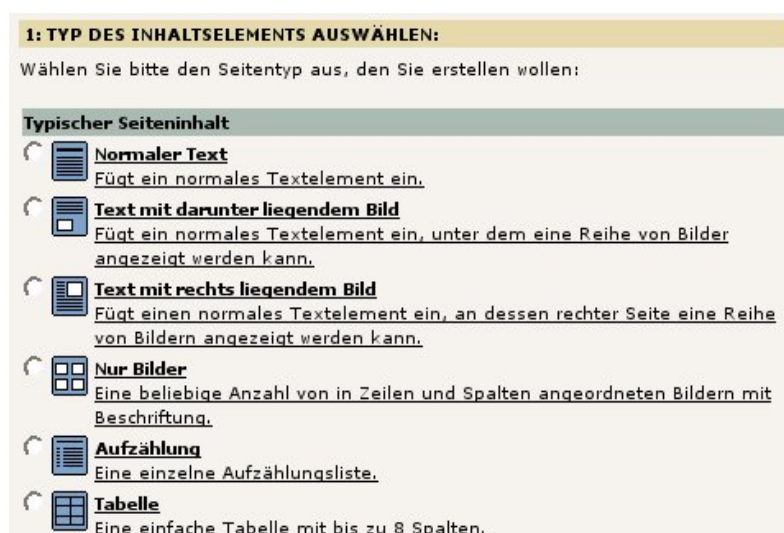 1: TYP DES INHALTSELEMENTS AUSWÄHLEN:
Wählen Sie bitte den Seitentyp aus, den Sie erstellen wollen:
Typischer Seiteninhalt
Normaler Text
Fügt ein normales Textelement ein.
Text mit darunter liegendem Bild
Fügt ein normales Textelement ein, unter dem eine Reihe von Bilder
angezeigt werden kann.
Text mit rechts liegendem Bild
Fügt einen normales Textelement ein, an dessen rechter Seite eine Reihe
von Bildern angezeigt werden kann.
Nur Bilder
Eine beliebige Anzahl von in Zeilen und Spalten angeordneten Bildern mit
Beschriftung.
Aufzählung
Eine einzelne Aufzählungsliste.
Tabelle
Eine einfache Tabelle mit bis zu 8 Spalten.